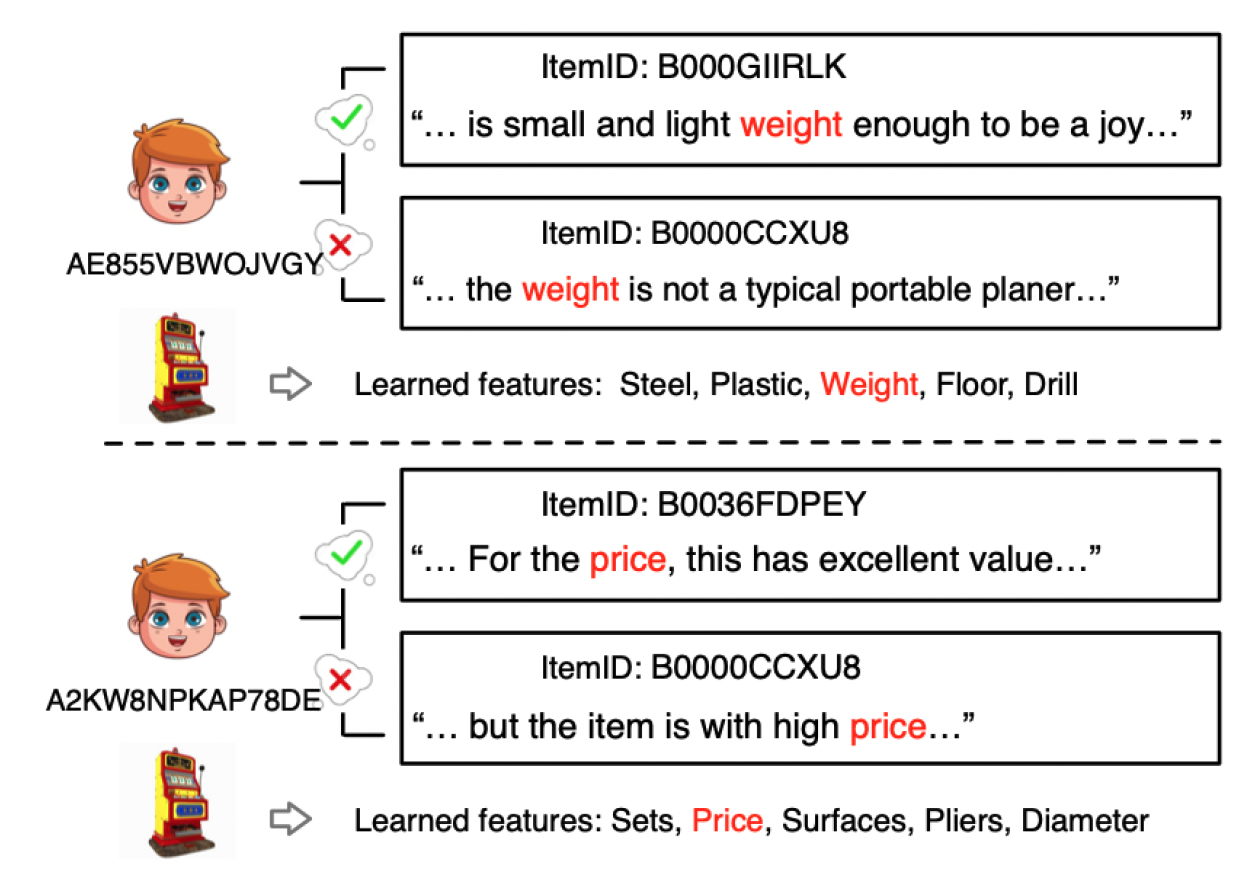 ItemID: B000GIIRLK
“… is small and light weight enough to be a joy…”
AE855VBWOJVGY
ItemID: B0000CCXU8
“… the weight is not a typical portable planer…”
Learned features: Steel, Plastic, Weight, Floor, Drill
ItemID: B0036FDPEY
“… For the price, this has excellent value…”
A2KW8NPKAP78DE
ItemID: B0000CCXU8
“… but the item is with high price…”
Learned features: Sets, Price, Surfaces, Pliers, Diameter